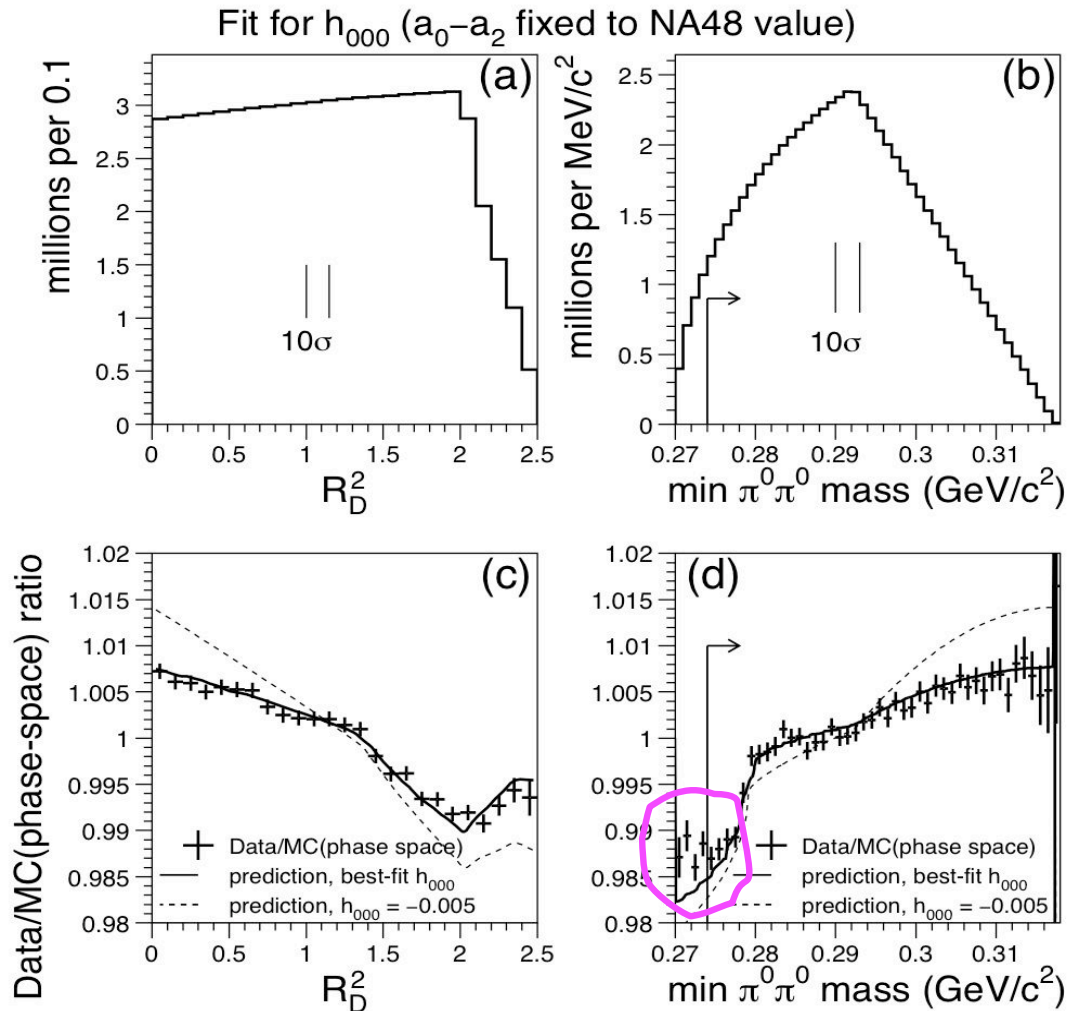 Fit for h₀₀₀ (a₀−a₂ fixed to NA48 value)
(a)
millions per 0.1
3
2.5
2
1.5
1
0.5
0
10σ
0 0.5 1 1.5 2 2.5
R_D^2
(b)
millions per MeV/c²
2.5
2
1.5
1
0.5
0
10σ
0.27 0.28 0.29 0.3 0.31
min π⁰π⁰ mass (GeV/c²)
(c)
Data/MC(phase-space) ratio
1.02
1.015
1.01
1.005
1
0.995
0.99
0.985
0.98
Data/MC(phase space)
prediction, best-fit h₀₀₀
prediction, h₀₀₀ = −0.005
0 0.5 1 1.5 2 2.5
R_D^2
(d)
1.02
1.015
1.01
1.005
1
0.995
0.99
0.985
0.98
Data/MC(phase space)
prediction, best-fit h₀₀₀
prediction, h₀₀₀ = −0.005
0.27 0.28 0.29 0.3 0.31
min π⁰π⁰ mass (GeV/c²)